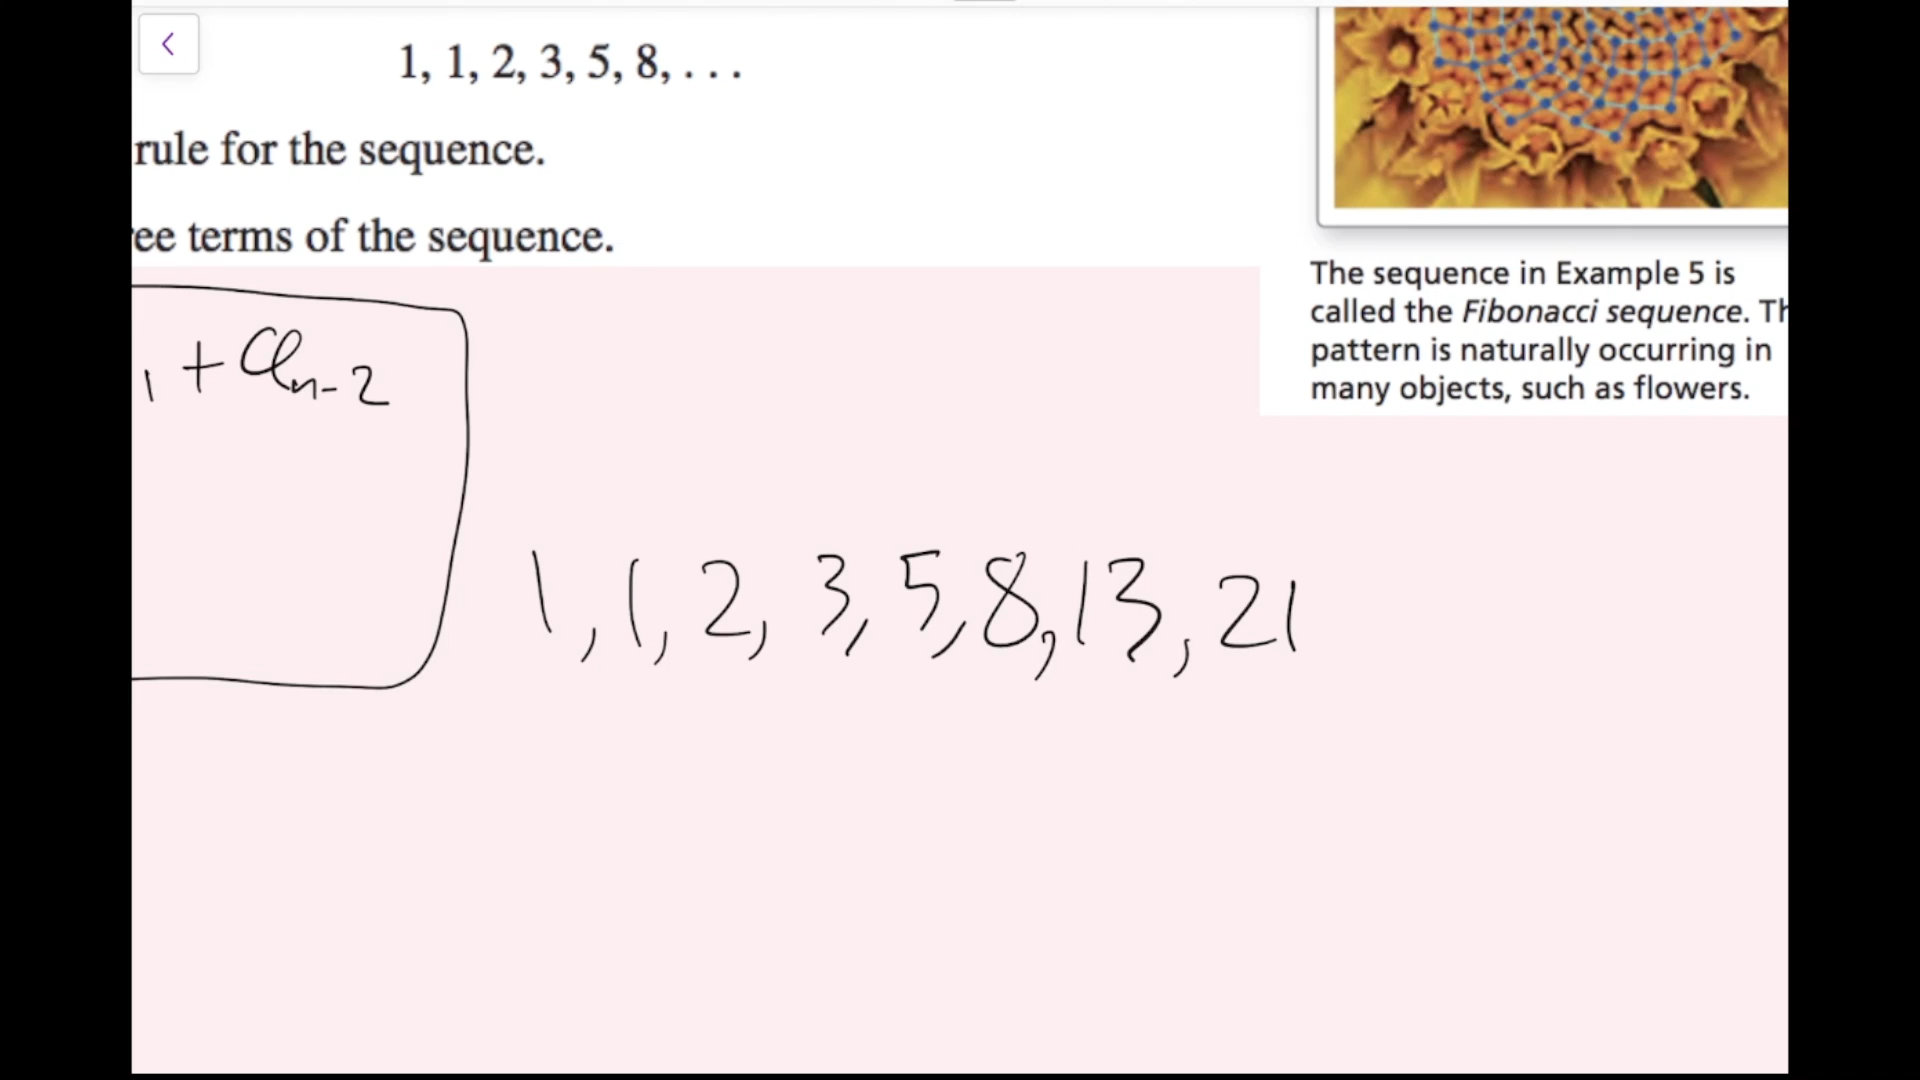 1, 1, 2, 3, 5, 8, . . .
rule for the sequence.
ee terms of the sequence.
The sequence in Example 5 is
called the Fibonacci sequence. Th
pattern is naturally occurring in
many objects, such as flowers.
1 + an-2
1, 1, 2, 3, 5, 8, 13, 21